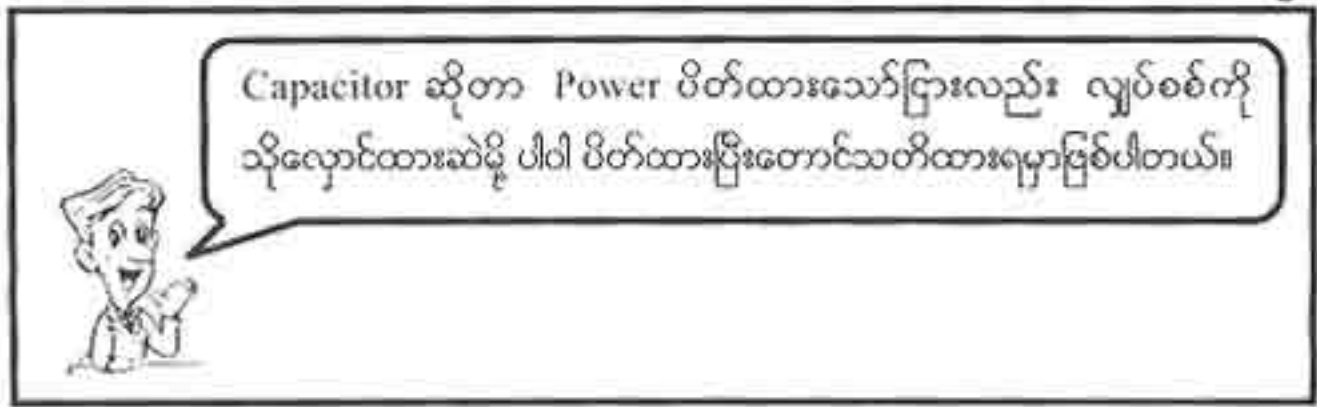 Capacitor ဆိုတာ Power ပိတ်ထားသော်ငြားလည်း လျှပ်စစ်ကို
သိုလှောင်ထားဆဲမို့ ပါဝါ ပိတ်ထားပြီးတောင်သတိထားရမှာဖြစ်ပါတယ်။